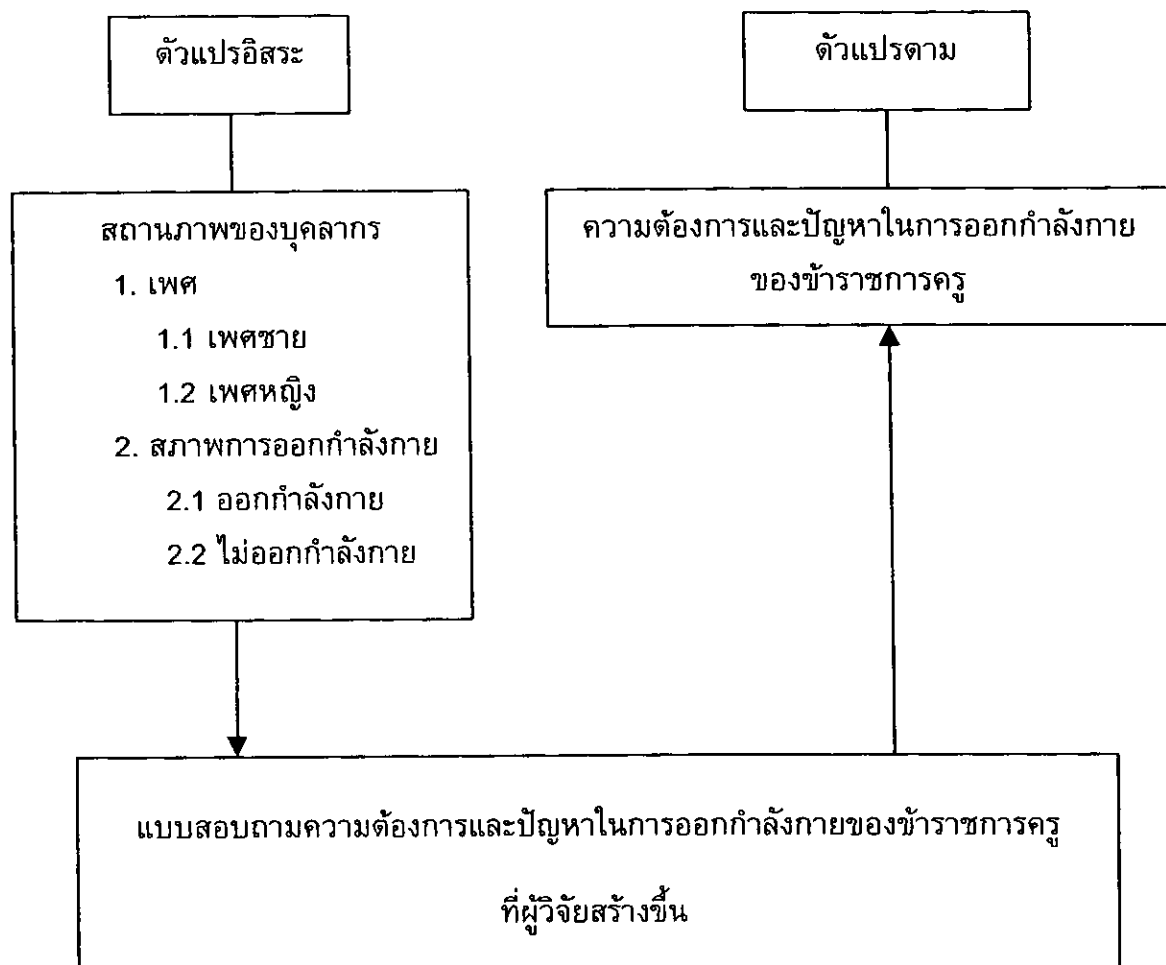 ตัวแปรอิสระ
ตัวแปรตาม
สถานภาพของบุคลากร
1. เพศ
1.1 เพศชาย
1.2 เพศหญิง
2. สภาพการออกกำลังกาย
2.1 ออกกำลังกาย
2.2 ไม่ออกกำลังกาย
ความต้องการและปัญหาในการออกกำลังกาย
ของข้าราชการครู
แบบสอบถามความต้องการและปัญหาในการออกกำลังกายของข้าราชการครู
ที่ผู้วิจัยสร้างขึ้น